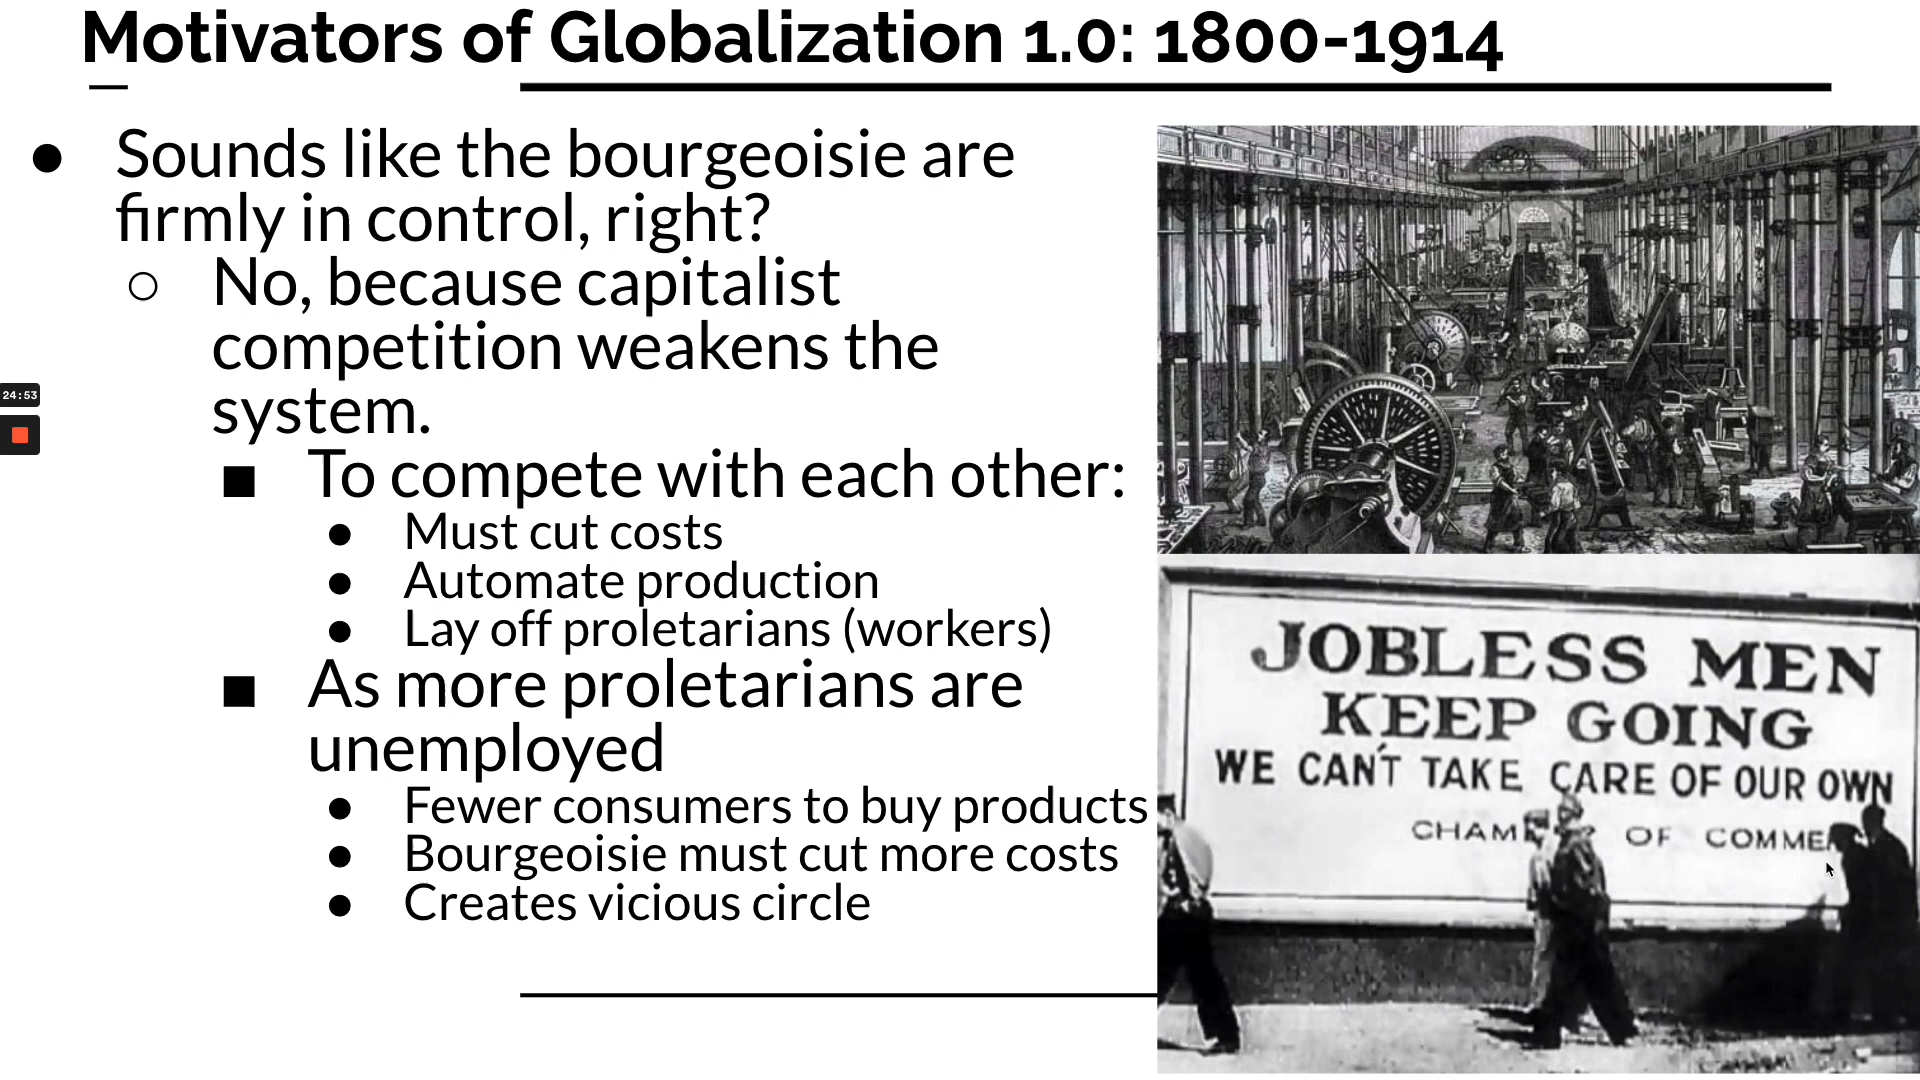 Motivators of Globalization 1.0: 1800-1914
● Sounds like the bourgeoisie are
firmly in control, right?
○ No, because capitalist
competition weakens the
system.
■ To compete with each other:
● Must cut costs
● Automate production
● Lay off proletarians (workers)
■ As more proletarians are
unemployed
● Fewer consumers to buy products
● Bourgeoisie must cut more costs
● Creates vicious circle
24:53
JOBLESS MEN
KEEP GOING
WE CAN'T TAKE CARE OF OUR OWN
OF